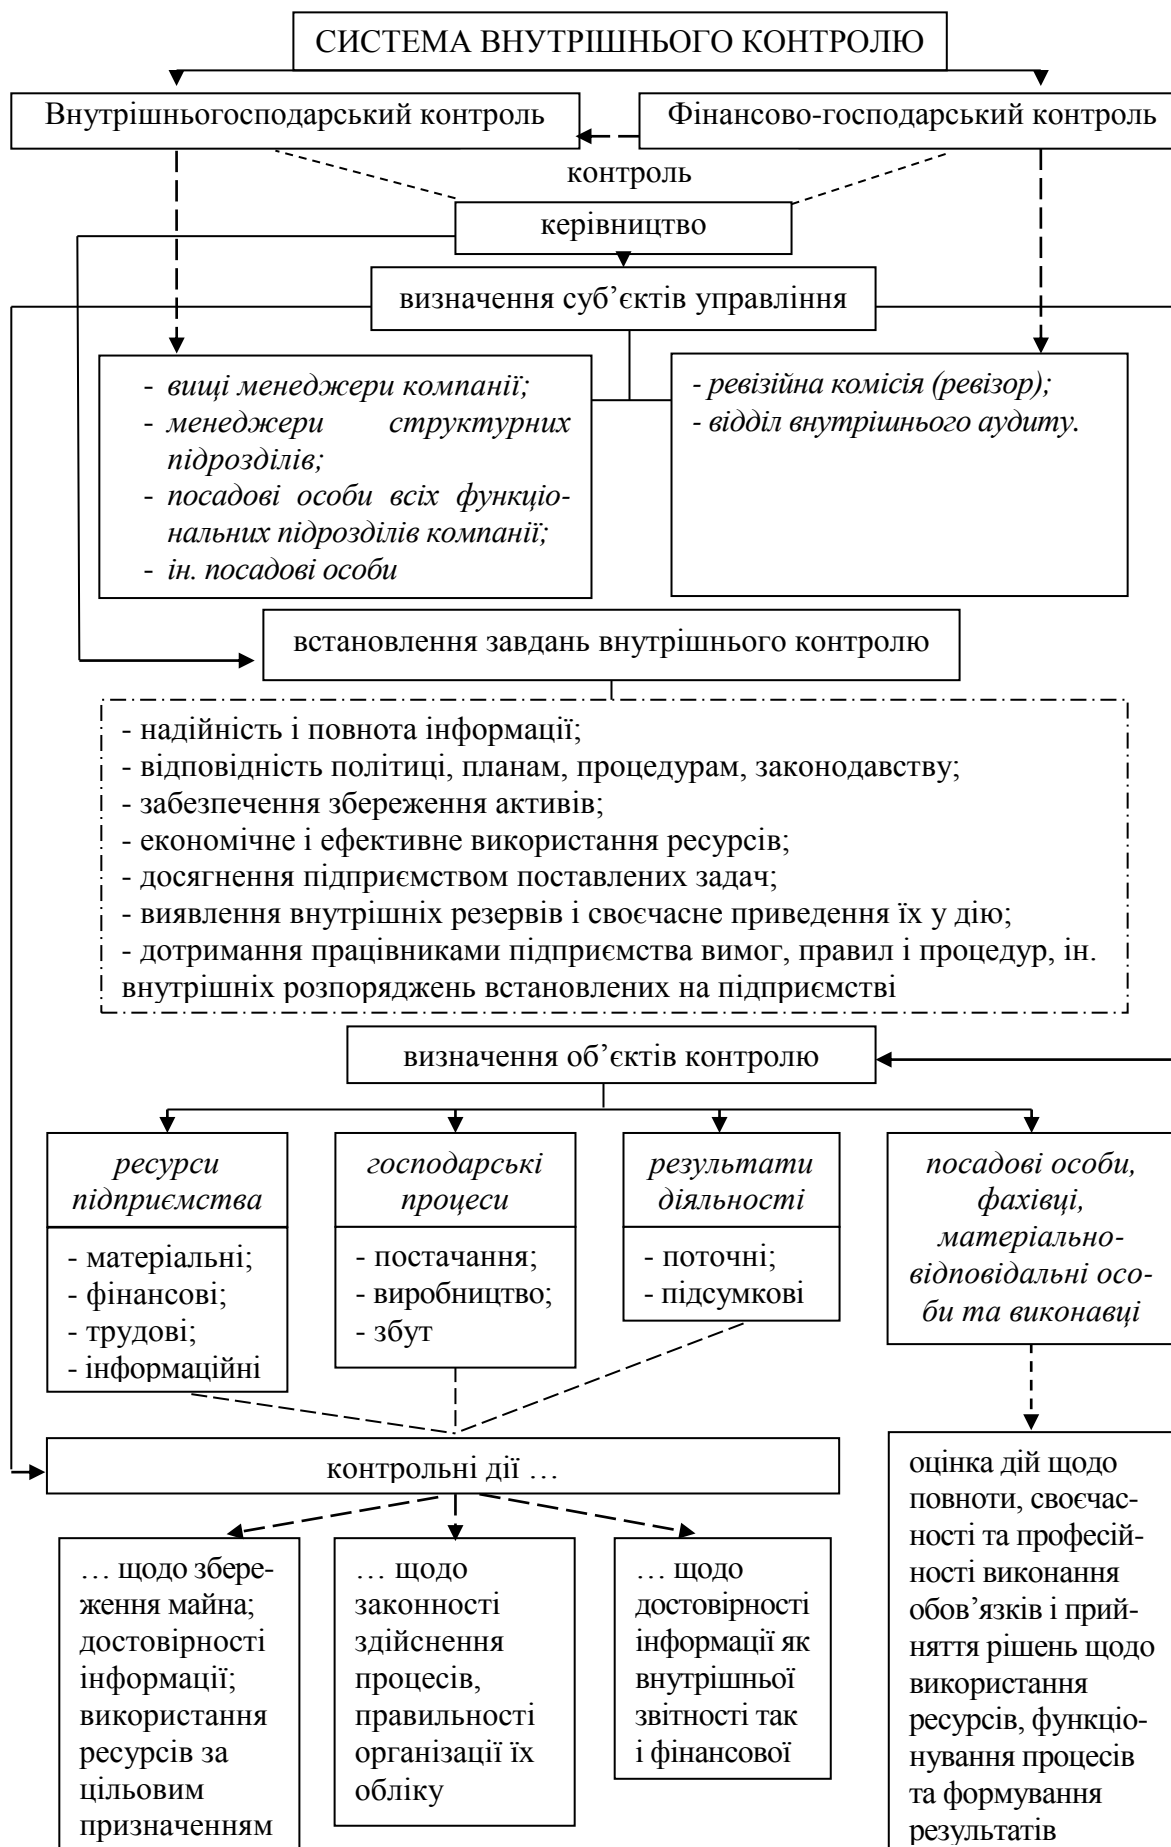 СИСТЕМА ВНУТРІШНЬОГО КОНТРОЛЮ
Внутрішньогосподарський контроль
Фінансово-господарський контроль
контроль
керівництво
визначення суб’єктів управління
- вищі менеджери компанії;
- менеджери структурних
підрозділів;
- посадові особи всіх функціо-
нальних підрозділів компанії;
- ін. посадові особи
- ревізійна комісія (ревізор);
- відділ внутрішнього аудиту.
встановлення завдань внутрішнього контролю
- надійність і повнота інформації;
- відповідність політиці, планам, процедурам, законодавству;
- забезпечення збереження активів;
- економічне і ефективне використання ресурсів;
- досягнення підприємством поставлених задач;
- виявлення внутрішніх резервів і своєчасне приведення їх у дію;
- дотримання працівниками підприємства вимог, правил і процедур, ін.
внутрішніх розпоряджень встановлених на підприємстві
визначення об’єктів контролю
ресурси
підприємства
- матеріальні;
- фінансові;
- трудові;
- інформаційні
господарські
процеси
- постачання;
- виробництво;
- збут
результати
діяльності
- поточні;
- підсумкові
посадові особи,
фахівці,
матеріально-
відповідальні осо-
би та виконавці
контрольні дії …
… щодо збере-
ження майна;
достовірності
інформації;
використання
ресурсів за
цільовим
призначенням
… щодо
законності
здійснення
процесів,
правильності
організації їх
обліку
… щодо
достовірності
інформації як
внутрішньої
звітності так
і фінансової
оцінка дій щодо
повноти, своєчас-
ності та професій-
ності виконання
обов’язків і прий-
няття рішень щодо
використання
ресурсів, функціо-
нування процесів
та формування
результатів